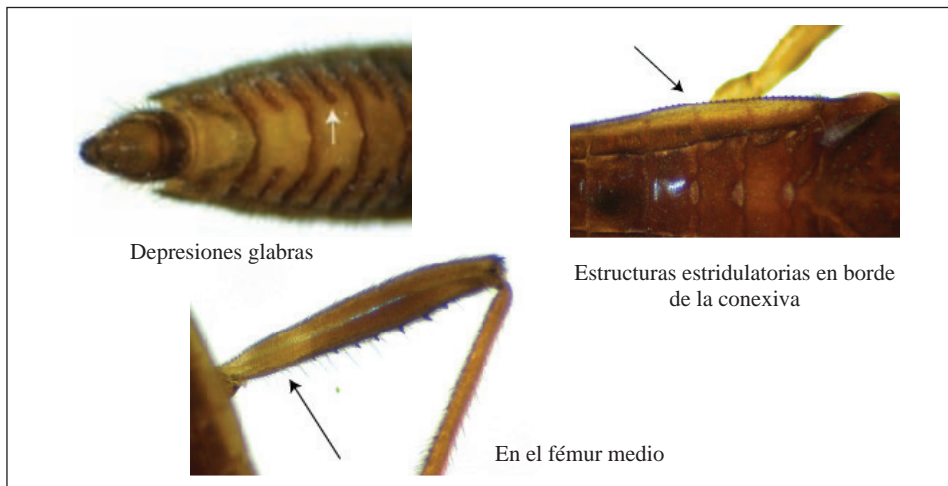 Depresiones glabras
Estructuras estridulatorias en borde
de la conexiva
En el fémur medio